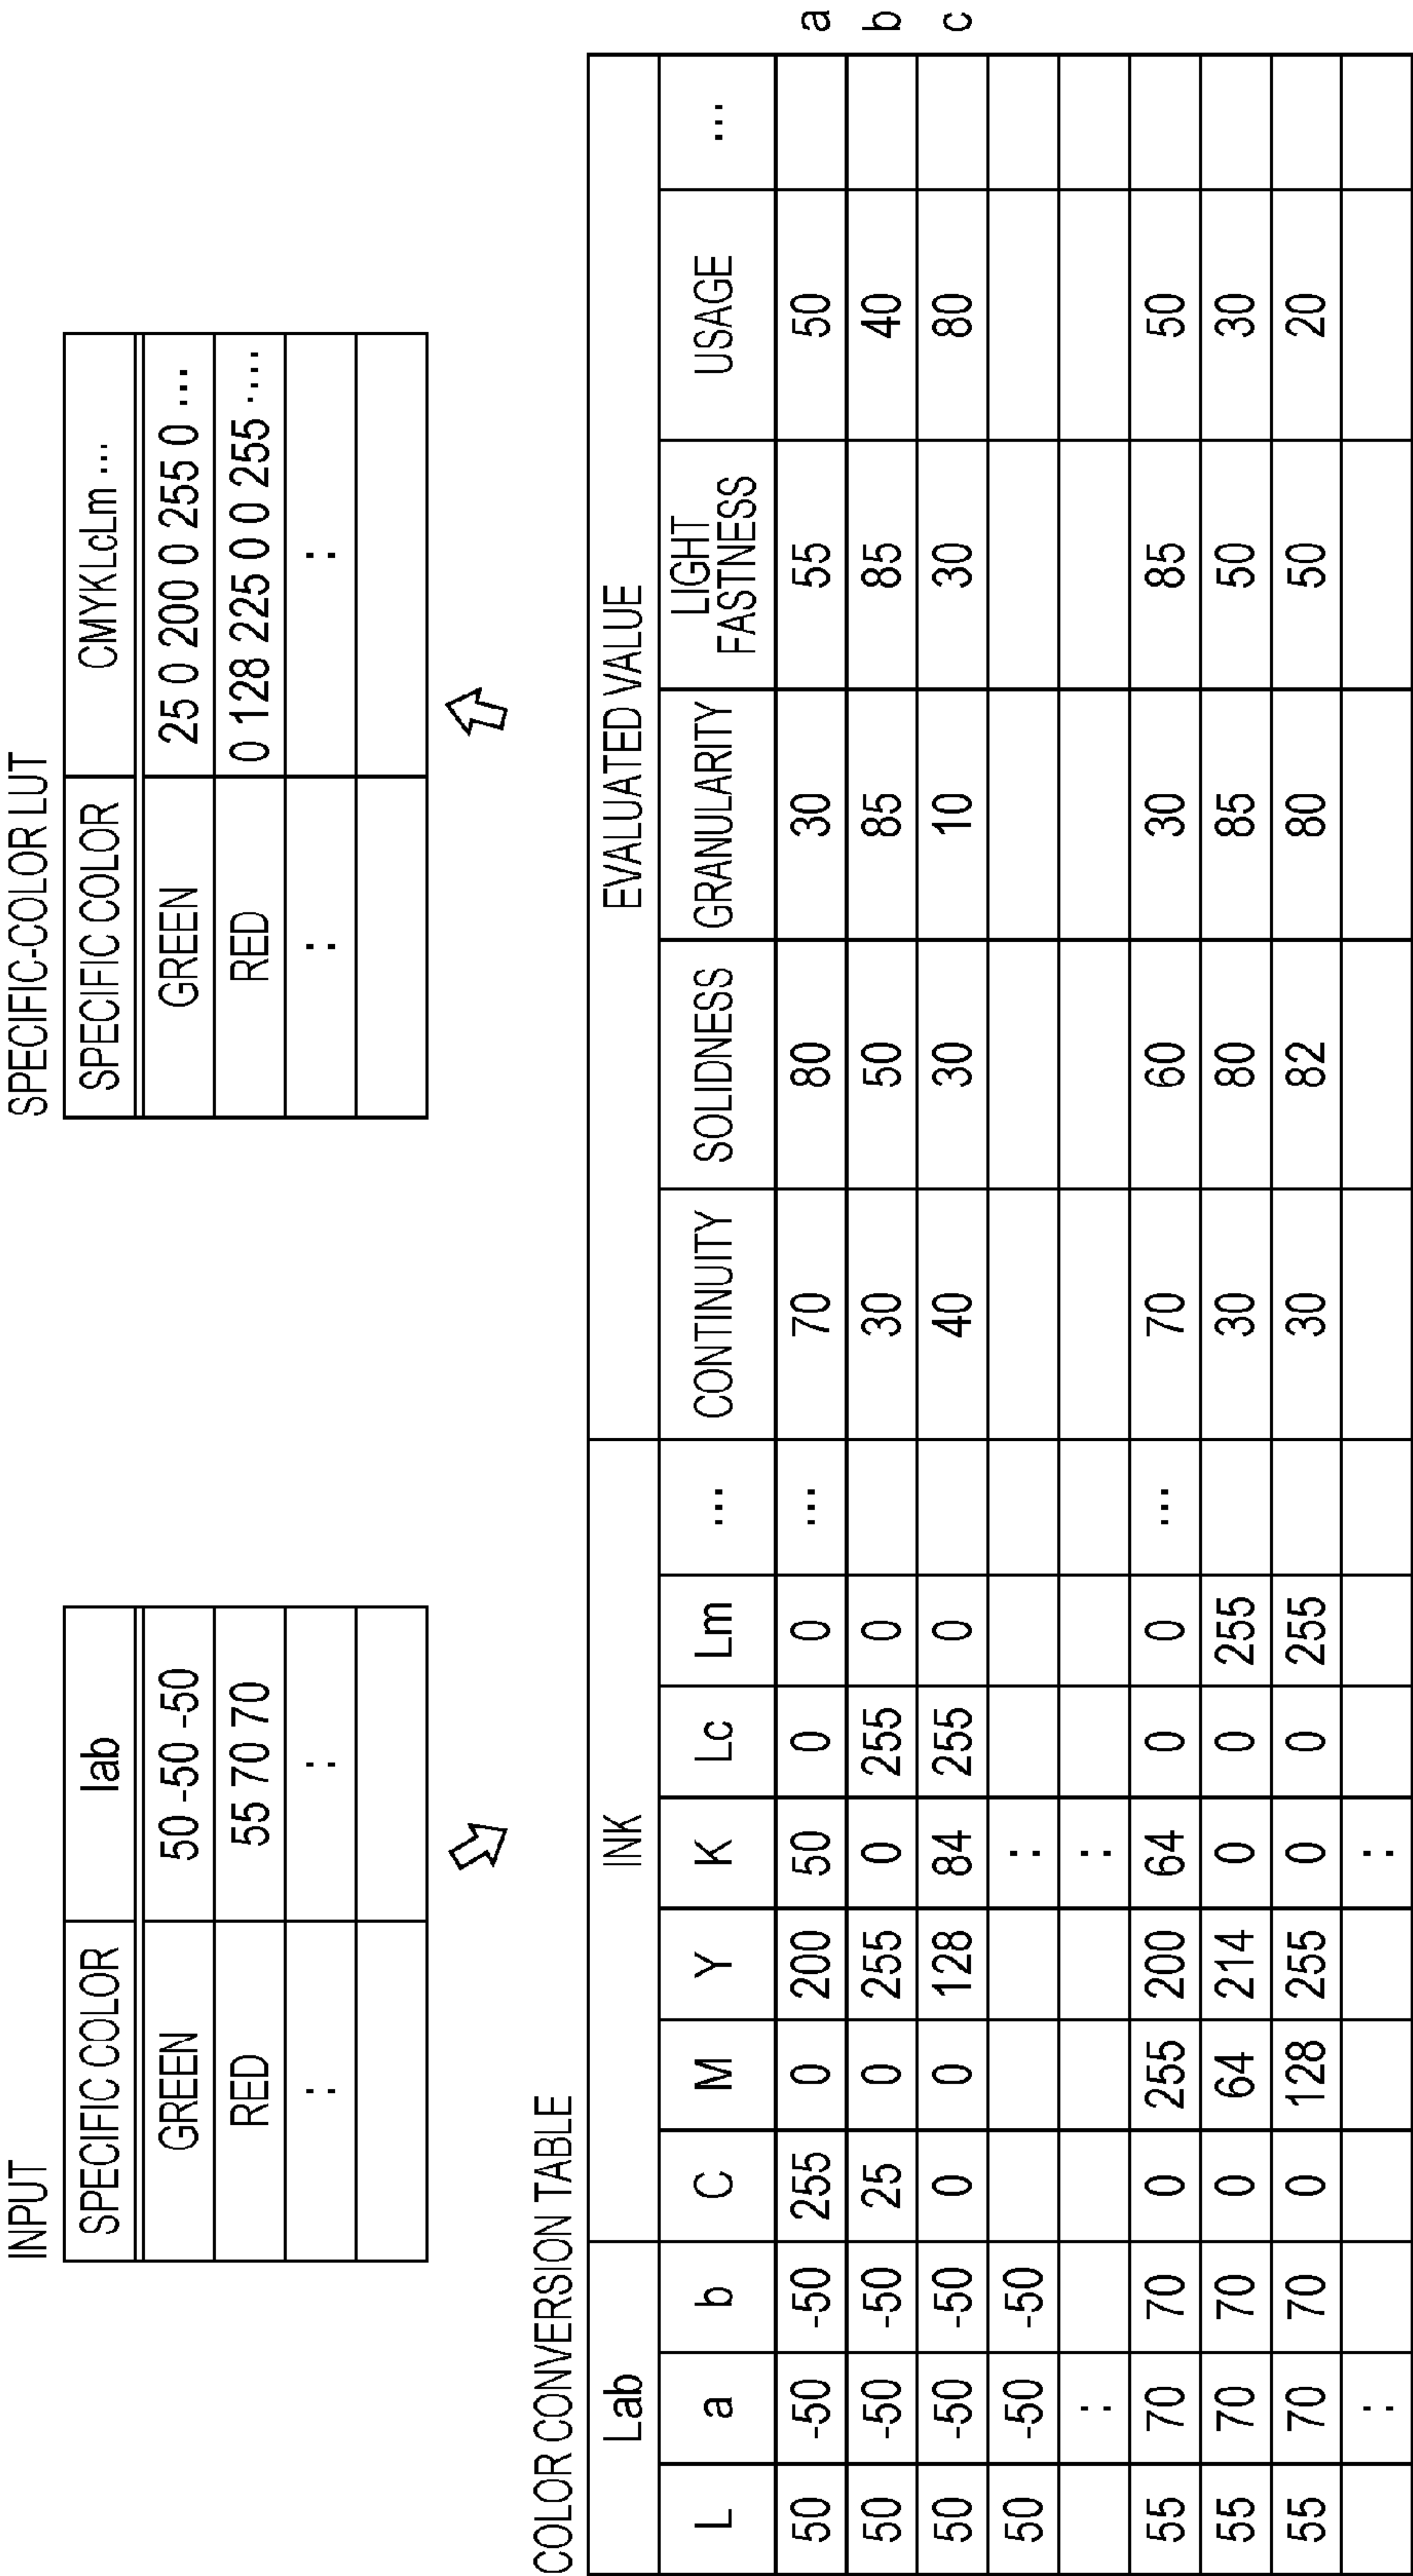 INPUT
SPECIFIC COLOR lab
GREEN 50 -50 -50
RED 55 70 70
: :
SPECIFIC-COLOR LUT
SPECIFIC COLOR CMYKLcLm ...
GREEN 25 0 200 0 255 0 ...
RED 0 128 225 0 0 255 ....
: :
COLOR CONVERSION TABLE
Lab INK EVALUATED VALUE
L a b C M Y K Lc Lm ... CONTINUITY SOLIDNESS GRANULARITY LIGHT FASTNESS USAGE ...
50 -50 -50 255 0 200 50 0 0 ... 70 80 30 55 50 a
50 -50 -50 25 0 255 0 255 0 30 50 85 85 40 b
50 -50 -50 0 0 128 84 255 0 40 30 10 30 80 c
50 -50 -50 :
: :
55 70 70 0 255 200 64 0 0 ... 70 60 30 85 50
55 70 70 0 64 214 0 0 255 30 80 85 50 30
55 70 70 0 128 255 0 0 255 30 82 80 50 20
: :